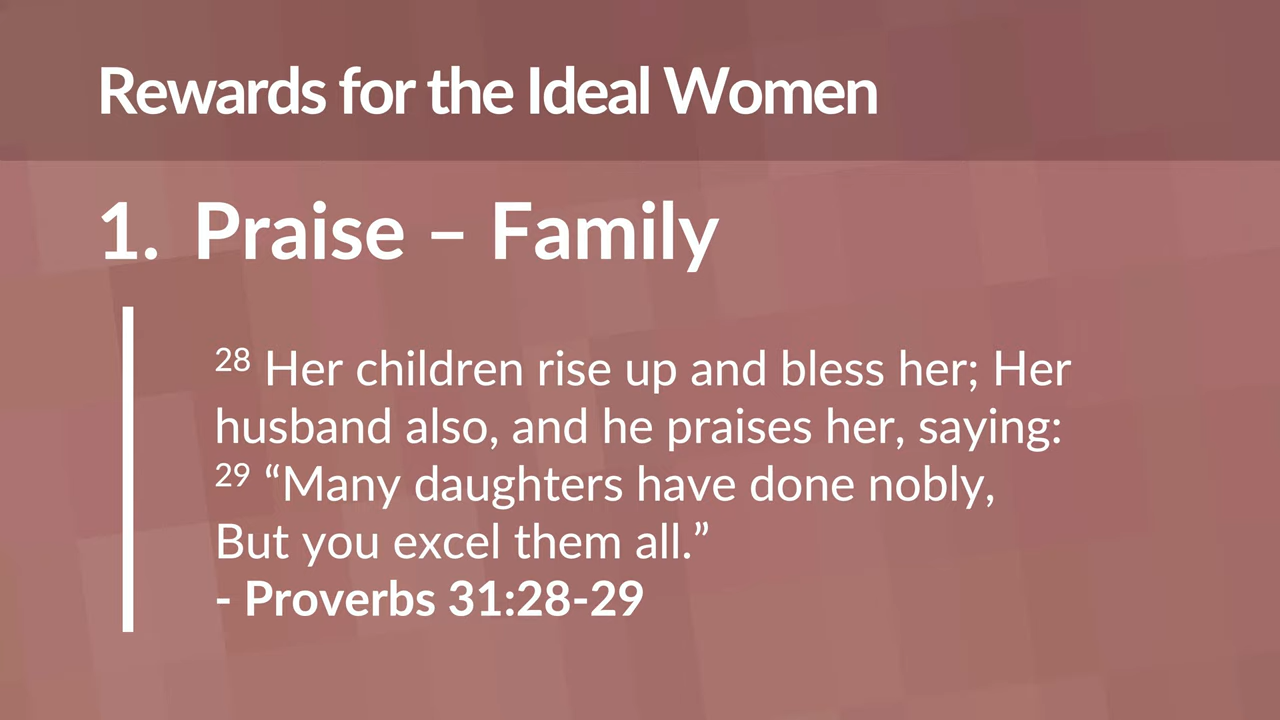 Rewards for the Ideal Women
1. Praise – Family
28 Her children rise up and bless her; Her
husband also, and he praises her, saying:
29 “Many daughters have done nobly,
But you excel them all.”
- Proverbs 31:28-29